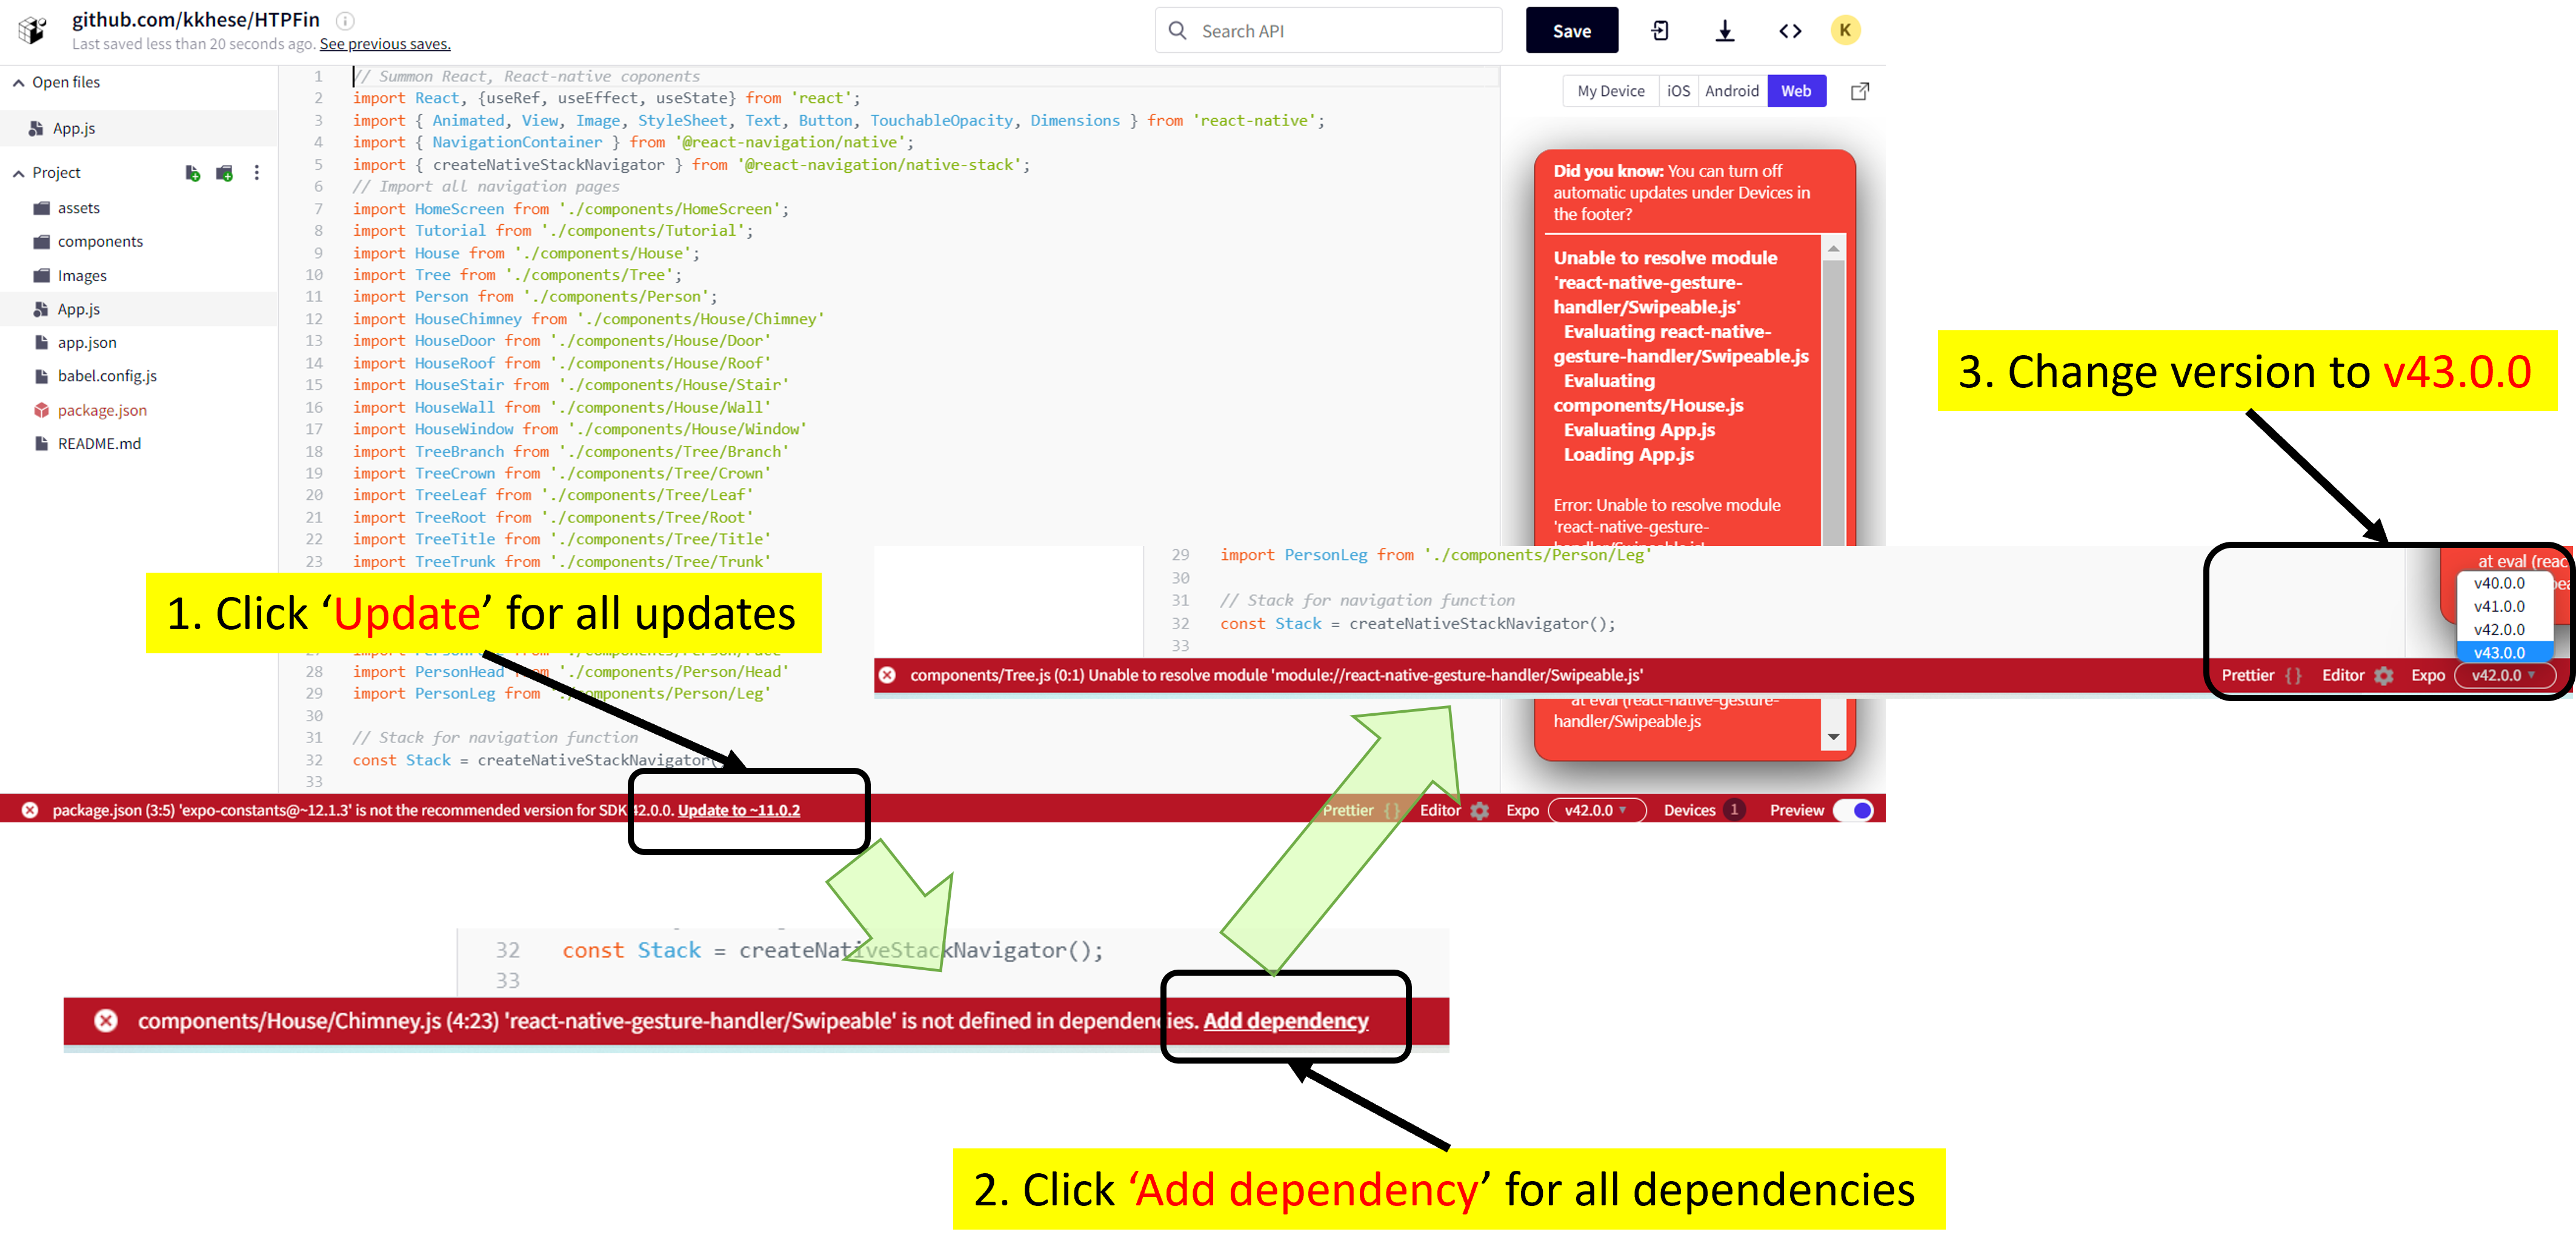 github.com/kkhese/HTPFin
Last saved less than 20 seconds ago. See previous saves.
Search API
Save
K
Open files
App.js
Project
assets
components
Images
App.js
app.json
babel.config.js
package.json
README.md
1 // Summon React, React-native coponents
2 import React, {useRef, useEffect, useState} from 'react';
3 import { Animated, View, Image, StyleSheet, Text, Button, TouchableOpacity, Dimensions } from 'react-native';
4 import { NavigationContainer } from '@react-navigation/native';
5 import { createNativeStackNavigator } from '@react-navigation/native-stack';
6 // Import all navigation pages
7 import HomeScreen from './components/HomeScreen';
8 import Tutorial from './components/Tutorial';
9 import House from './components/House';
10 import Tree from './components/Tree';
11 import Person from './components/Person';
12 import HouseChimney from './components/House/Chimney'
13 import HouseDoor from './components/House/Door'
14 import HouseRoof from './components/House/Roof'
15 import HouseStair from './components/House/Stair'
16 import HouseWall from './components/House/Wall'
17 import HouseWindow from './components/House/Window'
18 import TreeBranch from './components/Tree/Branch'
19 import TreeCrown from './components/Tree/Crown'
20 import TreeLeaf from './components/Tree/Leaf'
21 import TreeRoot from './components/Tree/Root'
22 import TreeTitle from './components/Tree/Title'
23 import TreeTrunk from './components/Tree/Trunk'
28 import PersonHead from './components/Person/Head'
29 import PersonLeg from './components/Person/Leg'
30
31 // Stack for navigation function
32 const Stack = createNativeStackNavigator
33
package.json (3:5) 'expo-constants@~12.1.3' is not the recommended version for SDK 42.0.0. Update to ~11.0.2
Prettier {} Editor Expo v42.0.0 Devices 1 Preview
My Device iOS Android Web
Did you know: You can turn off
automatic updates under Devices in
the footer?
Unable to resolve module
'react-native-gesture-
handler/Swipeable.js'
Evaluating react-native-
gesture-handler/Swipeable.js
Evaluating
components/House.js
Evaluating App.js
Loading App.js
Error: Unable to resolve module
'react-native-gesture-
at eval (react-native-gesture-
handler/Swipeable.js
1. Click ‘Update’ for all updates
29 import PersonLeg from './components/Person/Leg'
30
31 // Stack for navigation function
32 const Stack = createNativeStackNavigator();
33
components/Tree.js (0:1) Unable to resolve module 'module://react-native-gesture-handler/Swipeable.js'
at eval (reac
v40.0.0
v41.0.0
v42.0.0
v43.0.0
Prettier {} Editor Expo v42.0.0
3. Change version to v43.0.0
32 const Stack = createNativeStackNavigator();
33
components/House/Chimney.js (4:23) 'react-native-gesture-handler/Swipeable' is not defined in dependencies. Add dependency
2. Click ‘Add dependency’ for all dependencies